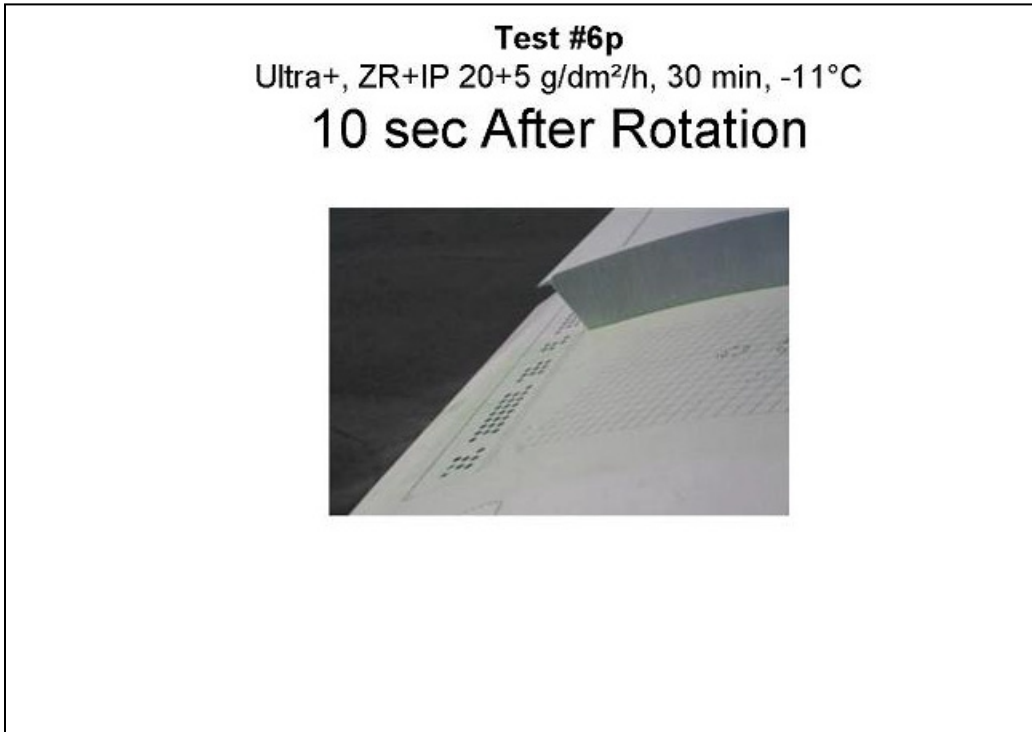 Test #6p
Ultra+, ZR+IP 20+5 g/dm²/h, 30 min, -11°C
10 sec After Rotation